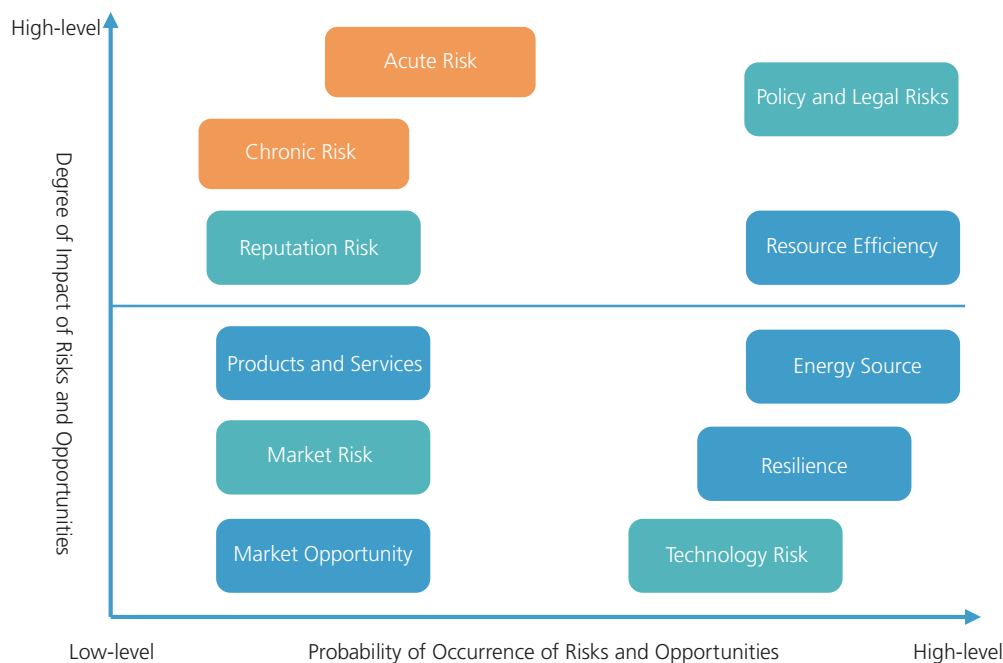 High-level
Degree of Impact of Risks and Opportunities
Acute Risk
Policy and Legal Risks
Chronic Risk
Reputation Risk
Resource Efficiency
Products and Services
Energy Source
Market Risk
Resilience
Market Opportunity
Technology Risk
Low-level
Probability of Occurrence of Risks and Opportunities
High-level